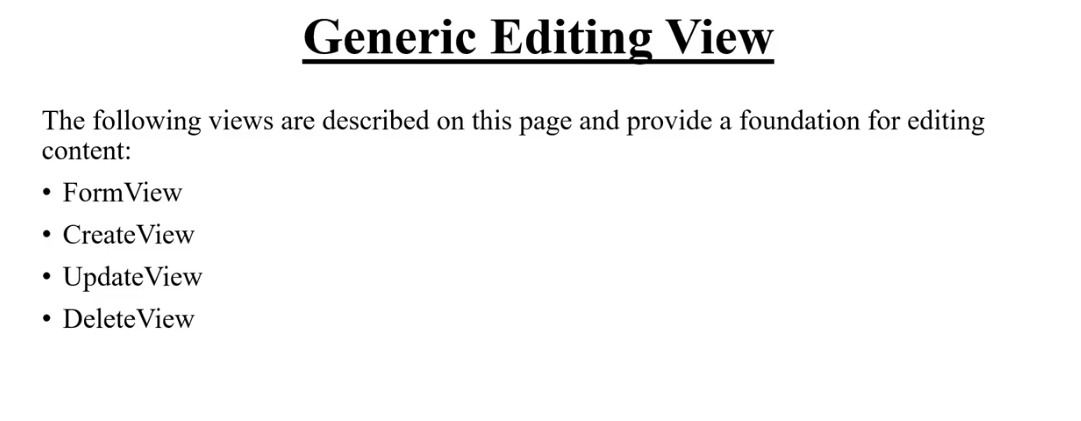 Generic Editing View
The following views are described on this page and provide a foundation for editing
content:
• FormView
• CreateView
• UpdateView
• DeleteView